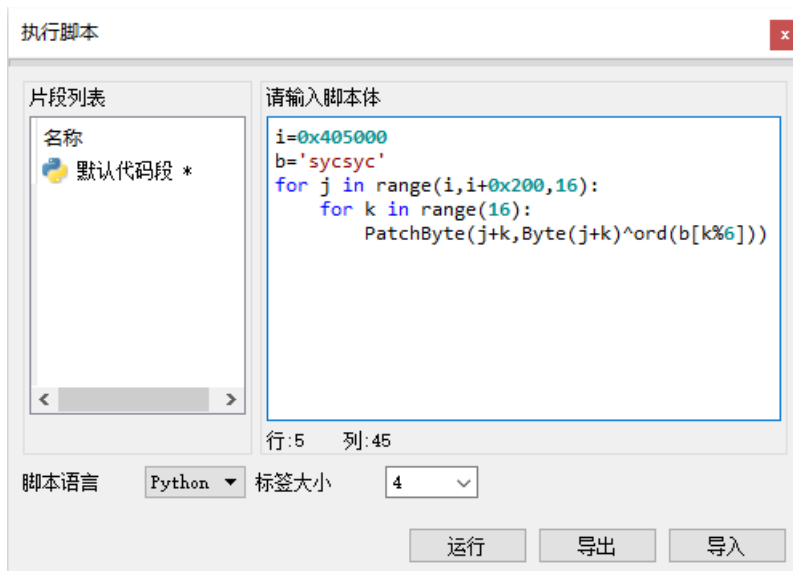 执行脚本
x
片段列表
请输入脚本体
名称
默认代码段 *
i=0x405000
b='sycsyc'
for j in range(i,i+0x200,16):
    for k in range(16):
        PatchByte(j+k,Byte(j+k)^ord(b[k%6]))
行:5 列:45
脚本语言 Python 标签大小 4
运行 导出 导入